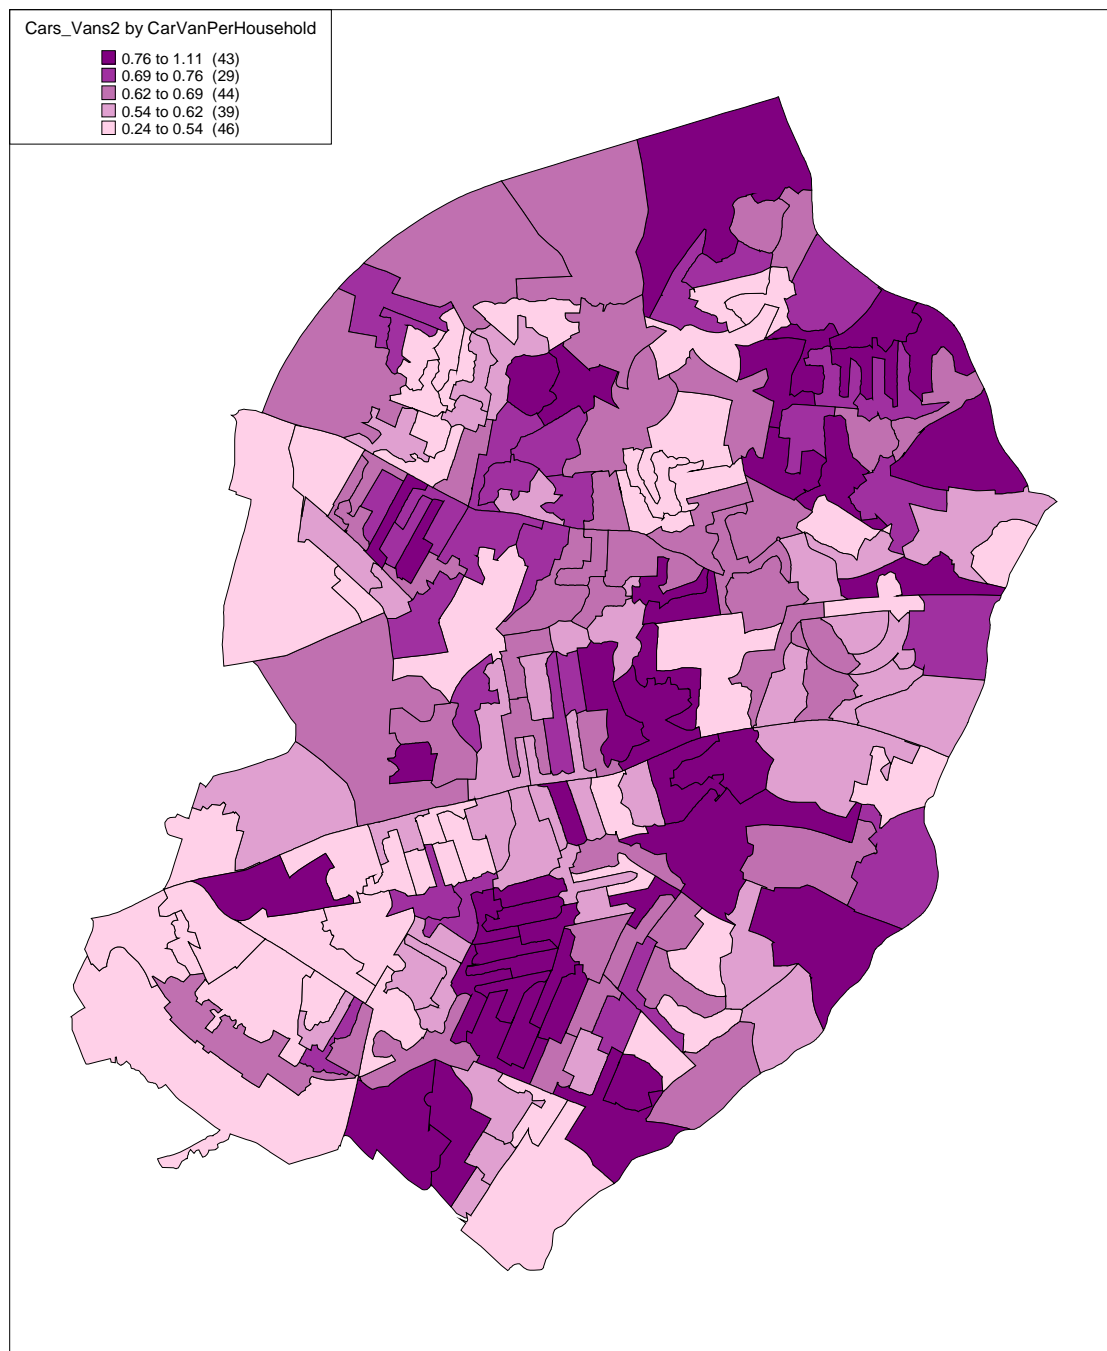 Cars_Vans2 by CarVanPerHousehold
0.76 to 1.11 (43)
0.69 to 0.76 (29)
0.62 to 0.69 (44)
0.54 to 0.62 (39)
0.24 to 0.54 (46)